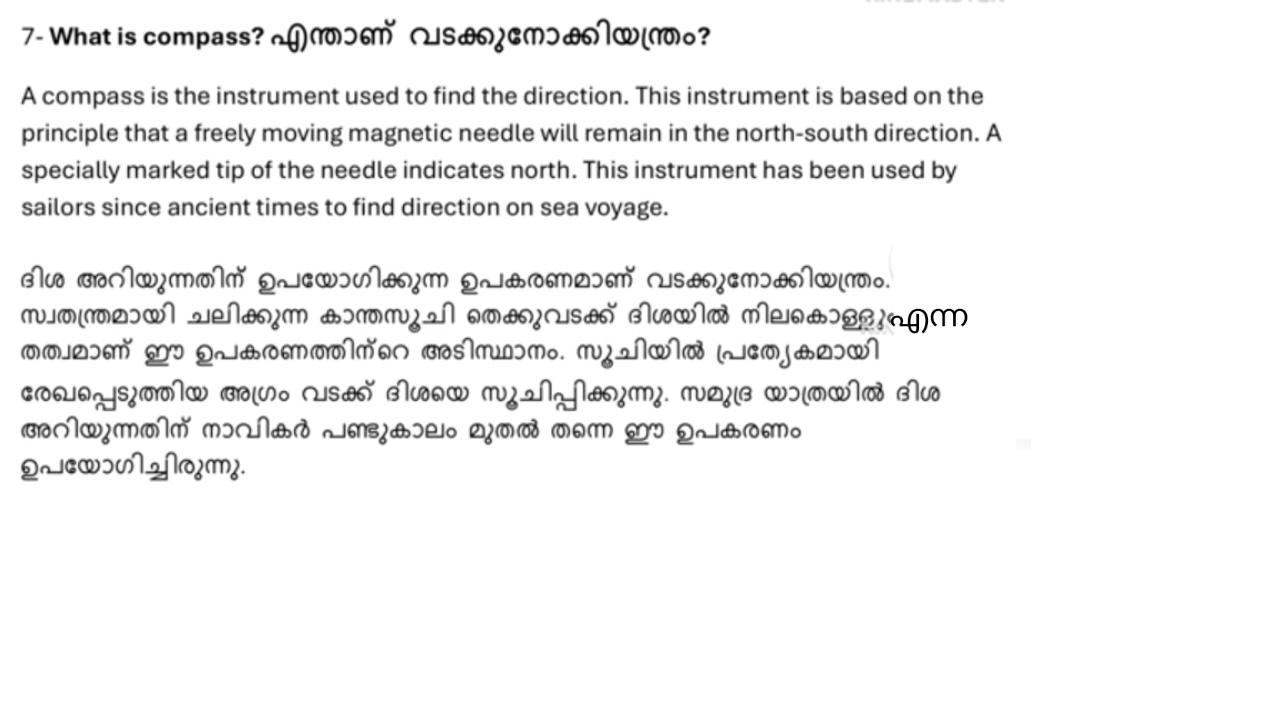 7- What is compass? എന്താണ് വടക്കുനോക്കിയന്ത്രം?
A compass is the instrument used to find the direction. This instrument is based on the
principle that a freely moving magnetic needle will remain in the north-south direction. A
specially marked tip of the needle indicates north. This instrument has been used by
sailors since ancient times to find direction on sea voyage.
ദിശ അറിയുന്നതിന് ഉപയോഗിക്കുന്ന ഉപകരണമാണ് വടക്കുനോക്കിയന്ത്രം.
സ്വതന്ത്രമായി ചലിക്കുന്ന കാന്തസൂചി തെക്കുവടക്ക് ദിശയിൽ നിലകൊള്ളും എന്ന
തത്വമാണ് ഈ ഉപകരണത്തിന്റെ അടിസ്ഥാനം. സൂചിയിൽ പ്രത്യേകമായി
രേഖപ്പെടുത്തിയ അഗ്രം വടക്ക് ദിശയെ സൂചിപ്പിക്കുന്നു. സമുദ്ര യാത്രയിൽ ദിശ
അറിയുന്നതിന് നാവികർ പണ്ടുകാലം മുതൽ തന്നെ ഈ ഉപകരണം
ഉപയോഗിച്ചിരുന്നു.